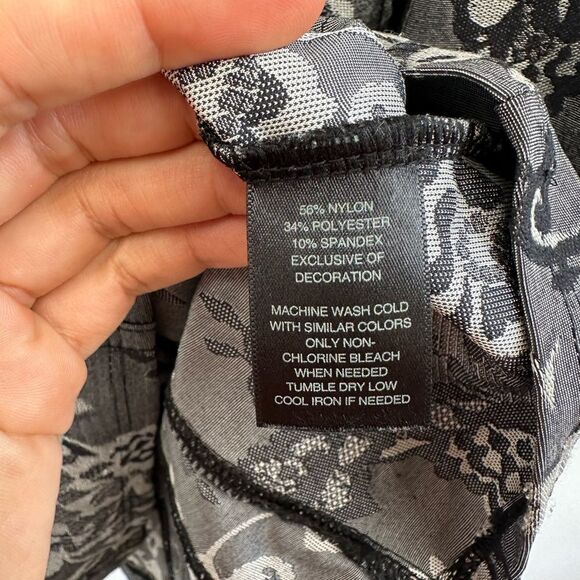 56% NYLON
34% POLYESTER
10% SPANDEX
EXCLUSIVE OF
DECORATION
MACHINE WASH COLD
WITH SIMILAR COLORS
ONLY NON-
CHLORINE BLEACH
WHEN NEEDED
TUMBLE DRY LOW
COOL IRON IF NEEDED